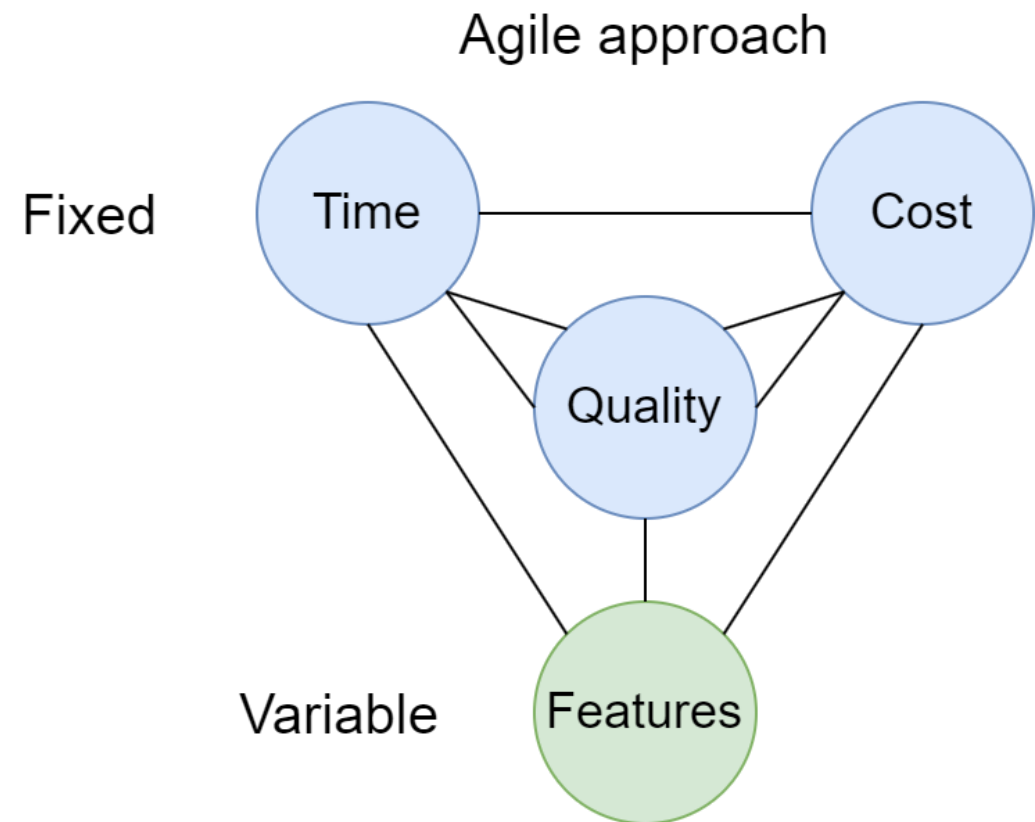 Agile approach
Fixed
Time
Cost
Quality
Variable
Features